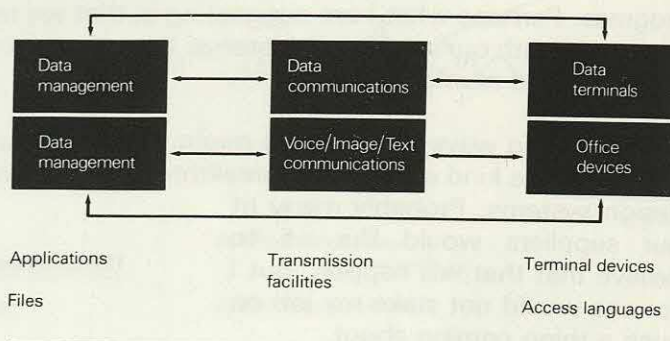 Data
management
Data
communications
Data
terminals
Data
management
Voice/Image/Text
communications
Office
devices
Applications
Files
Transmission
facilities
Terminal devices
Access languages